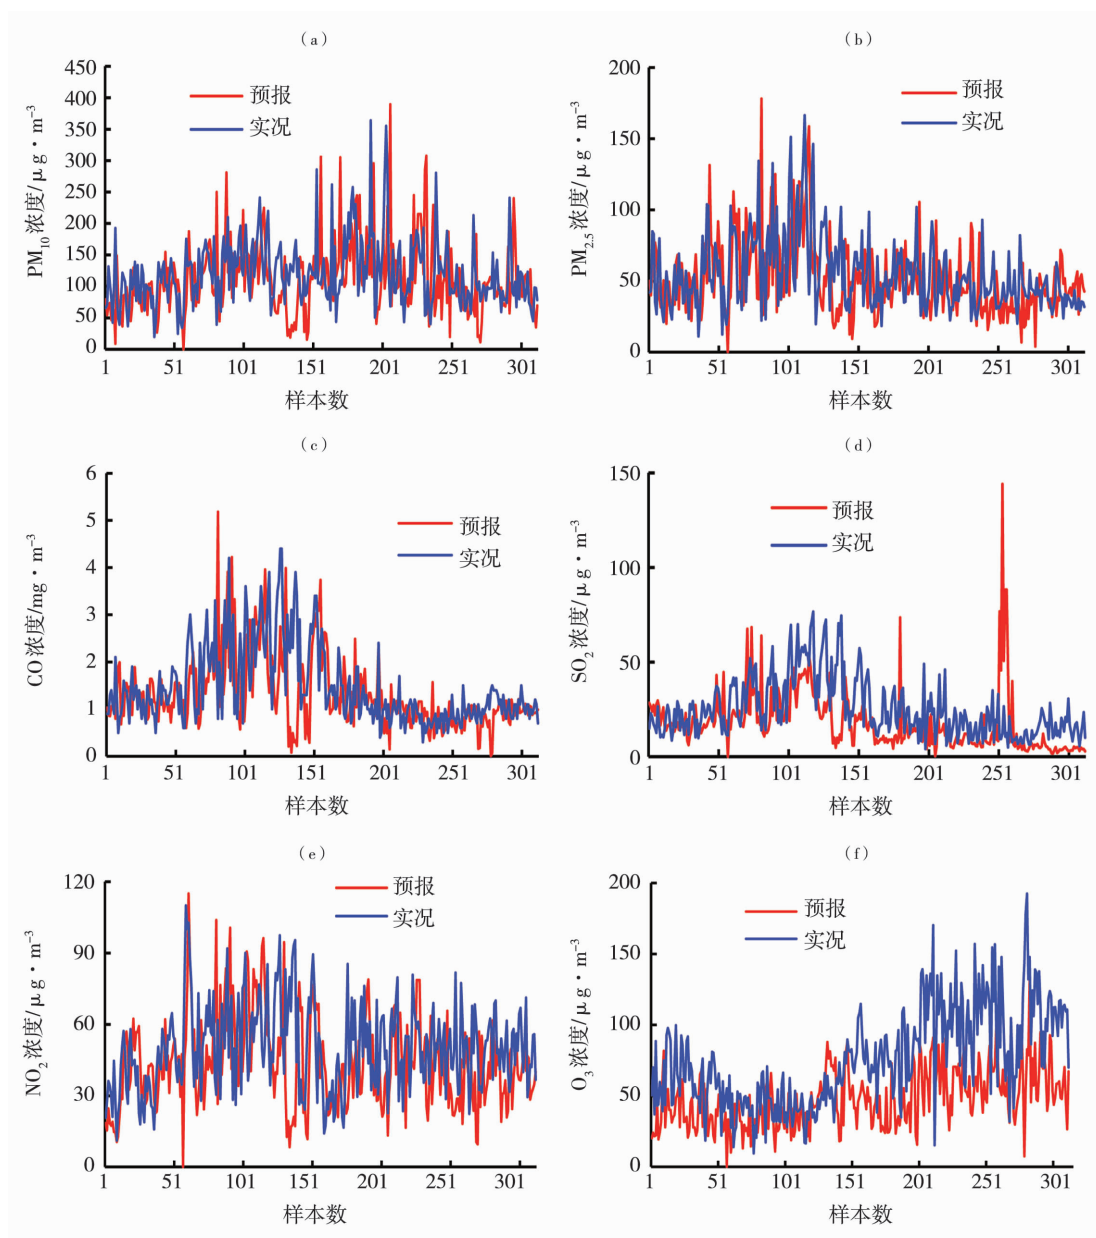 (a)
PM10浓度/μg·m-3
450
400
350
300
250
200
150
100
50
0
预报
实况
1 51 101 151 201 251 301
样本数
(b)
PM2.5浓度/μg·m-3
200
150
100
50
0
预报
实况
1 51 101 151 201 251 301
样本数
(c)
CO浓度/mg·m-3
6
5
4
3
2
1
0
预报
实况
1 51 101 151 201 251 301
样本数
(d)
SO2浓度/μg·m-3
150
100
50
0
预报
实况
1 51 101 151 201 251 301
样本数
(e)
NO2浓度/μg·m-3
120
90
60
30
0
预报
实况
1 51 101 151 201 251 301
样本数
(f)
O3浓度/μg·m-3
200
150
100
50
0
预报
实况
1 51 101 151 201 251 301
样本数